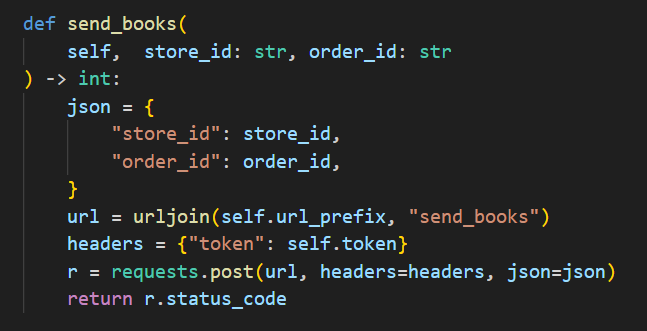 def send_books(
    self,  store_id: str, order_id: str
) -> int:
    json = {
        "store_id": store_id,
        "order_id": order_id,
    }
    url = urljoin(self.url_prefix, "send_books")
    headers = {"token": self.token}
    r = requests.post(url, headers=headers, json=json)
    return r.status_code